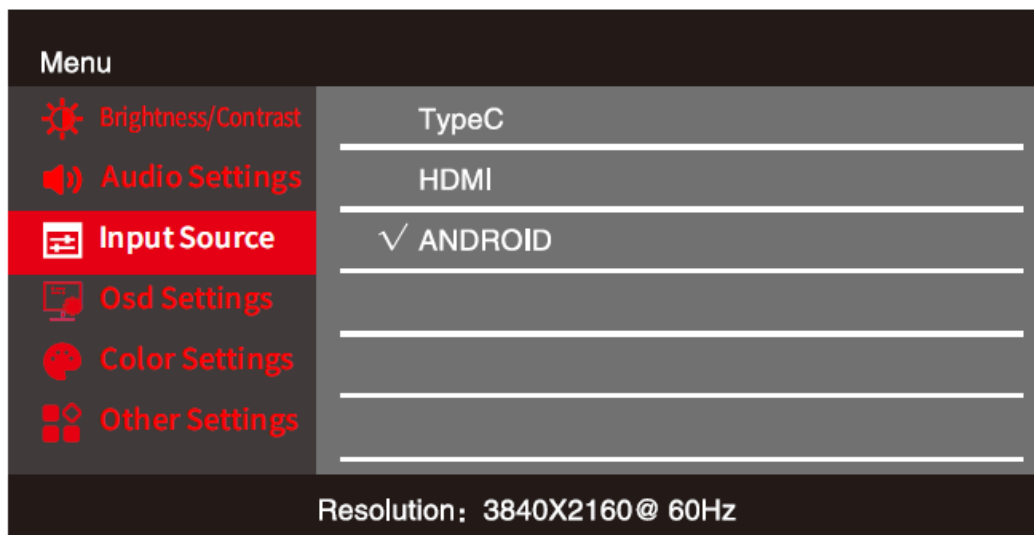 Menu
Brightness/Contrast
Audio Settings
Input Source
Osd Settings
Color Settings
Other Settings
TypeC
HDMI
√ ANDROID
Resolution: 3840X2160@ 60Hz